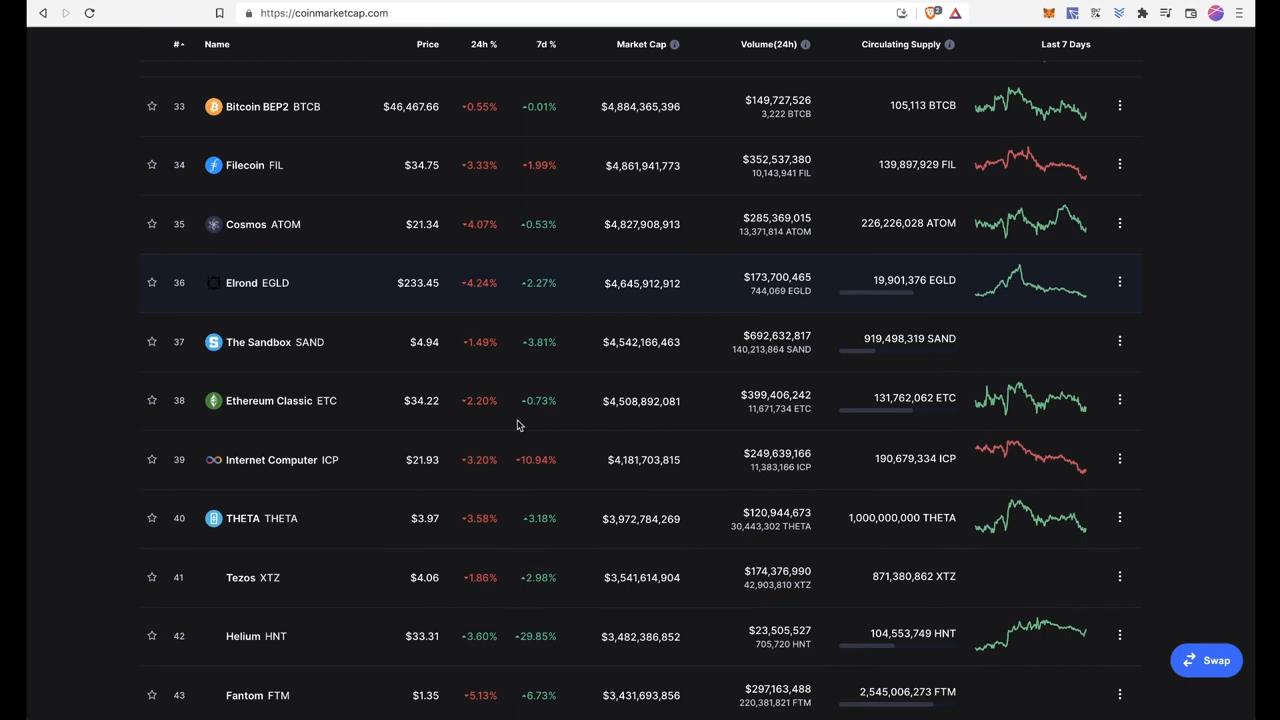 https://coinmarketcap.com
2
# Name Price 24h % 7d % Market Cap Volume(24h) Circulating Supply Last 7 Days
33 Bitcoin BEP2 BTCB $46,467.66 0.55% 0.01% $4,884,365,396 $149,727,526 105,113 BTCB
3,222 BTCB
34 Filecoin FIL $34.75 3.33% 1.99% $4,861,941,773 $352,537,380 139,897,929 FIL
10,143,941 FIL
35 Cosmos ATOM $21.34 4.07% 0.53% $4,827,908,913 $285,369,015 226,226,028 ATOM
13,371,814 ATOM
36 Elrond EGLD $233.45 4.24% 2.27% $4,645,912,912 $173,700,465 19,901,376 EGLD
744,069 EGLD
37 The Sandbox SAND $4.94 1.49% 3.81% $4,542,166,463 $692,632,817 919,498,319 SAND
140,213,864 SAND
38 Ethereum Classic ETC $34.22 2.20% 0.73% $4,508,892,081 $399,406,242 131,762,062 ETC
11,671,734 ETC
39 Internet Computer ICP $21.93 3.20% 10.94% $4,181,703,815 $249,639,166 190,679,334 ICP
11,383,166 ICP
40 THETA THETA $3.97 3.58% 3.18% $3,972,784,269 $120,944,673 1,000,000,000 THETA
30,443,302 THETA
41 Tezos XTZ $4.06 1.86% 2.98% $3,541,614,904 $174,376,990 871,380,862 XTZ
42,903,810 XTZ
42 Helium HNT $33.31 3.60% 29.85% $3,482,386,852 $23,505,527 104,553,749 HNT
705,720 HNT
Swap
43 Fantom FTM $1.35 5.13% 6.73% $3,431,693,856 $297,163,488 2,545,006,273 FTM
220,381,821 FTM